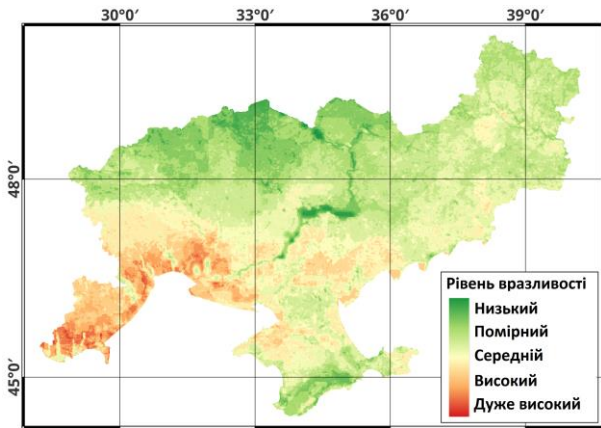 30°0′ 33°0′ 36°0′ 39°0′
48°0′
45°0′
Рівень вразливості
Низький
Помірний
Середній
Високий
Дуже високий